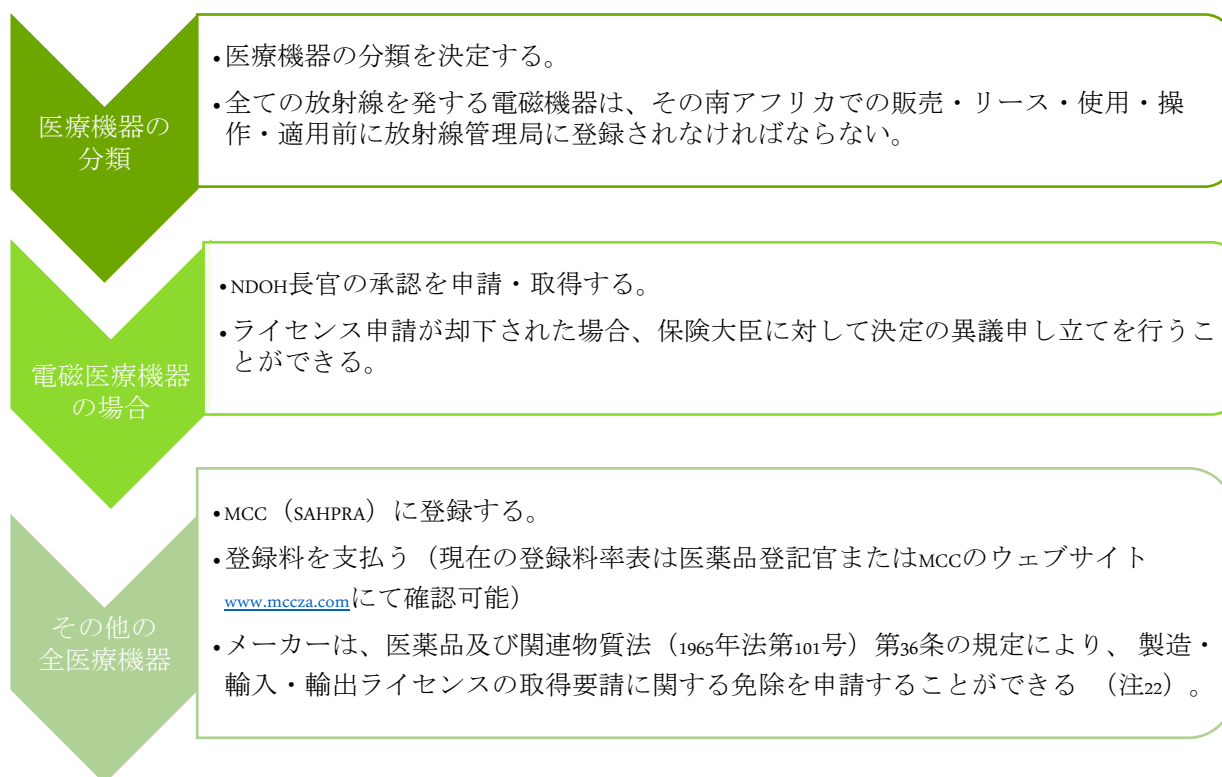 医療機器の
分類
•医療機器の分類を決定する。
•全ての放射線を発する電磁機器は、その南アフリカでの販売・リース・使用・操
作・適用前に放射線管理局に登録されなければならない。
電磁医療機器
の場合
•NDOH長官の承認を申請・取得する。
•ライセンス申請が却下された場合、保険大臣に対して決定の異議申し立てを行うこ
とができる。
その他の
全医療機器
•MCC（SAHPRA）に登録する。
•登録料を支払う（現在の登録料率表は医薬品登記官またはMCCのウェブサイト
www.mccza.comにて確認可能）
•メーカーは、医薬品及び関連物質法（1965年法第101号）第36条の規定により、 製造・
輸入・輸出ライセンスの取得要請に関する免除を申請することができる （注22）。